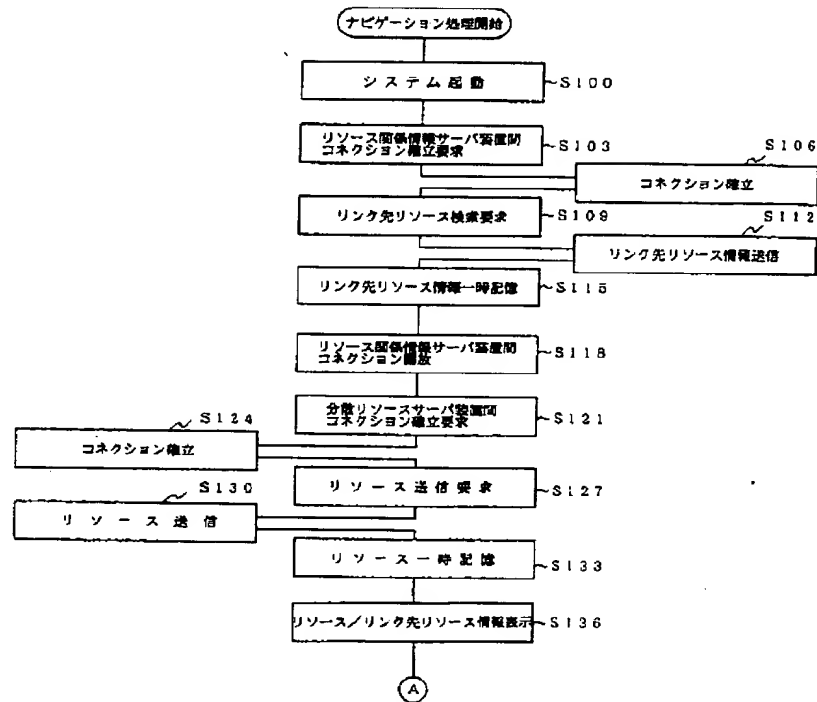 ナビゲーション処理開始
システム起動
S100
リソース関係情報サーバ装置間
コネクション確立要求
S103
S106
コネクション確立
リンク先リソース検索要求
S109
S112
リンク先リソース情報送信
リンク先リソース情報一時記憶
S115
リソース関係情報サーバ装置間
コネクション開放
S118
分散リソースサーバ装置間
コネクション確立要求
S121
S124
コネクション確立
リソース送信要求
S127
S130
リソース送信
リソース一時記憶
S133
リソース/リンク先リソース情報表示
S136
A